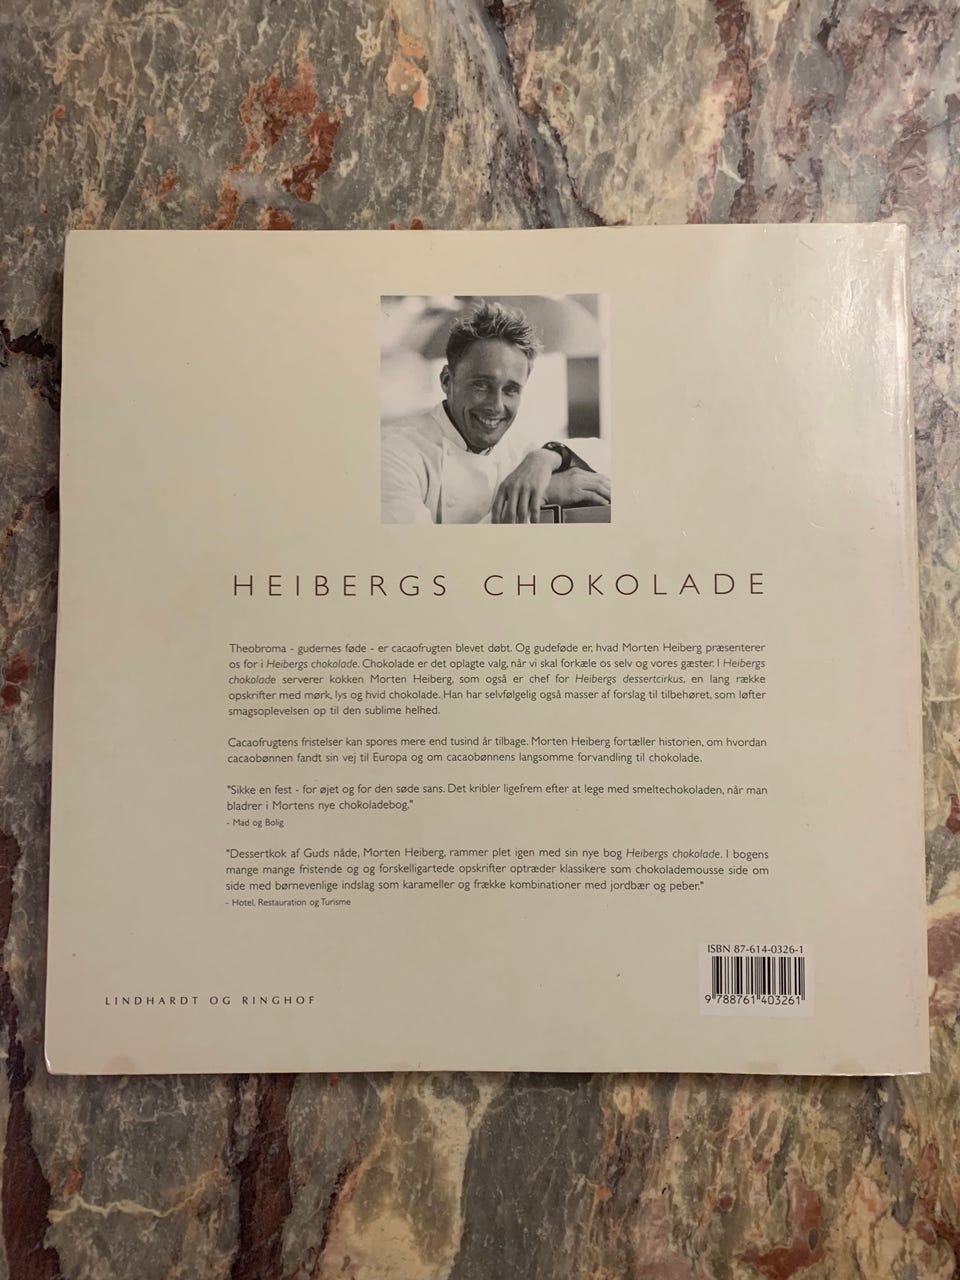 HEIBERGS CHOKOLADE
Theobroma - gudernes føde - er cacaofrugten blevet døbt. Og gudeføde er, hvad Morten Heiberg præsenterer
os for i Heibergs chokolade. Chokolade er det oplagte valg, når vi skal forkæle os selv og vores gæster. I Heibergs
chokolade serverer kokken Morten Heiberg, som også er chef for Heibergs dessertcirkus, en lang række
opskrifter med mørk, lys og hvid chokolade. Han har selvfølgelig også masser af forslag til tilbehøret, som løfter
smagsoplevelsen op til den sublime helhed.
Cacaofrugtens fristelser kan spores mere end tusind år tilbage. Morten Heiberg fortæller historien, om hvordan
cacaobønnen fandt sin vej til Europa og om cacaobønnens langsomme forvandling til chokolade.
"Sikke en fest - for øjet og for den søde sans. Det kribler ligefrem efter at lege med smeltechokoladen, når man
bladrer i Mortens nye chokoladebog."
- Mad og Bolig
"Dessertkok af Guds nåde, Morten Heiberg, rammer plet igen med sin nye bog Heibergs chokolade. I bogens
mange mange fristende og og forskelligartede opskrifter optræder klassikere som chokolademousse side om
side med børnevenlige indslag som karameller og frække kombinationer med jordbær og peber."
- Hotel, Restauration og Turisme
ISBN 87-614-0326-1
9 788761 403261
LINDHARDT OG RINGHOF